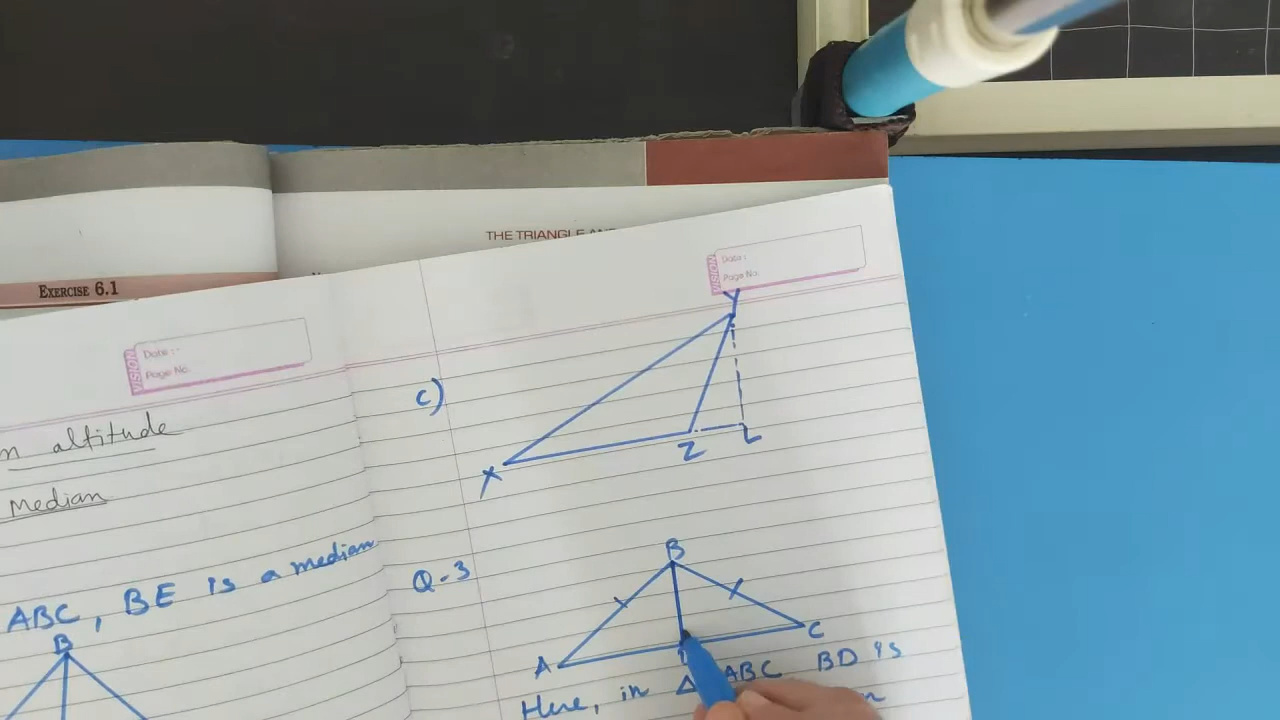 THE TRIANGLE
EXERCISE 6.1
VISION
Date :
Page No.
n altitude
Median
ABC, BE is a median
B
VISION
Date :
Page No.
Y
c)
X
Z
L
Q-3
B
A
C
Here, in Δ ABC BD is